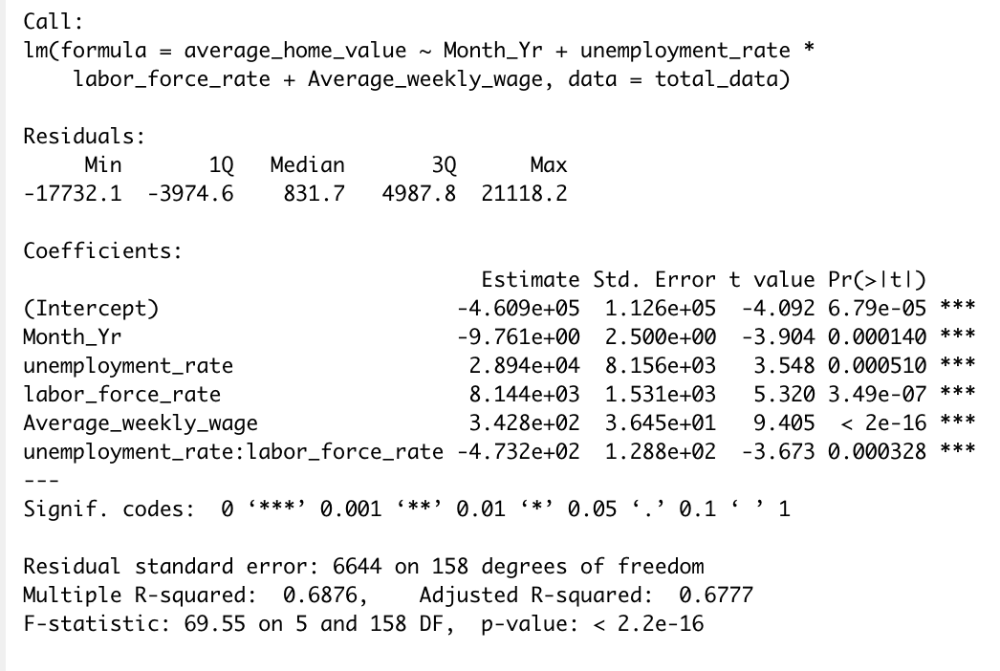 Call:
lm(formula = average_home_value ~ Month_Yr + unemployment_rate *
    labor_force_rate + Average_weekly_wage, data = total_data)
Residuals:
     Min       1Q   Median       3Q      Max
-17732.1  -3974.6    831.7   4987.8  21118.2
Coefficients:
                                     Estimate Std. Error t value Pr(>|t|)
(Intercept)                        -4.609e+05  1.126e+05  -4.092 6.79e-05 ***
Month_Yr                           -9.761e+00  2.500e+00  -3.904 0.000140 ***
unemployment_rate                   2.894e+04  8.156e+03   3.548 0.000510 ***
labor_force_rate                    8.144e+03  1.531e+03   5.320 3.49e-07 ***
Average_weekly_wage                 3.428e+02  3.645e+01   9.405  < 2e-16 ***
unemployment_rate:labor_force_rate -4.732e+02  1.288e+02  -3.673 0.000328 ***
---
Signif. codes:  0 ‘***’ 0.001 ‘**’ 0.01 ‘*’ 0.05 ‘.’ 0.1 ‘ ’ 1
Residual standard error: 6644 on 158 degrees of freedom
Multiple R-squared:  0.6876,    Adjusted R-squared:  0.6777
F-statistic: 69.55 on 5 and 158 DF,  p-value: < 2.2e-16